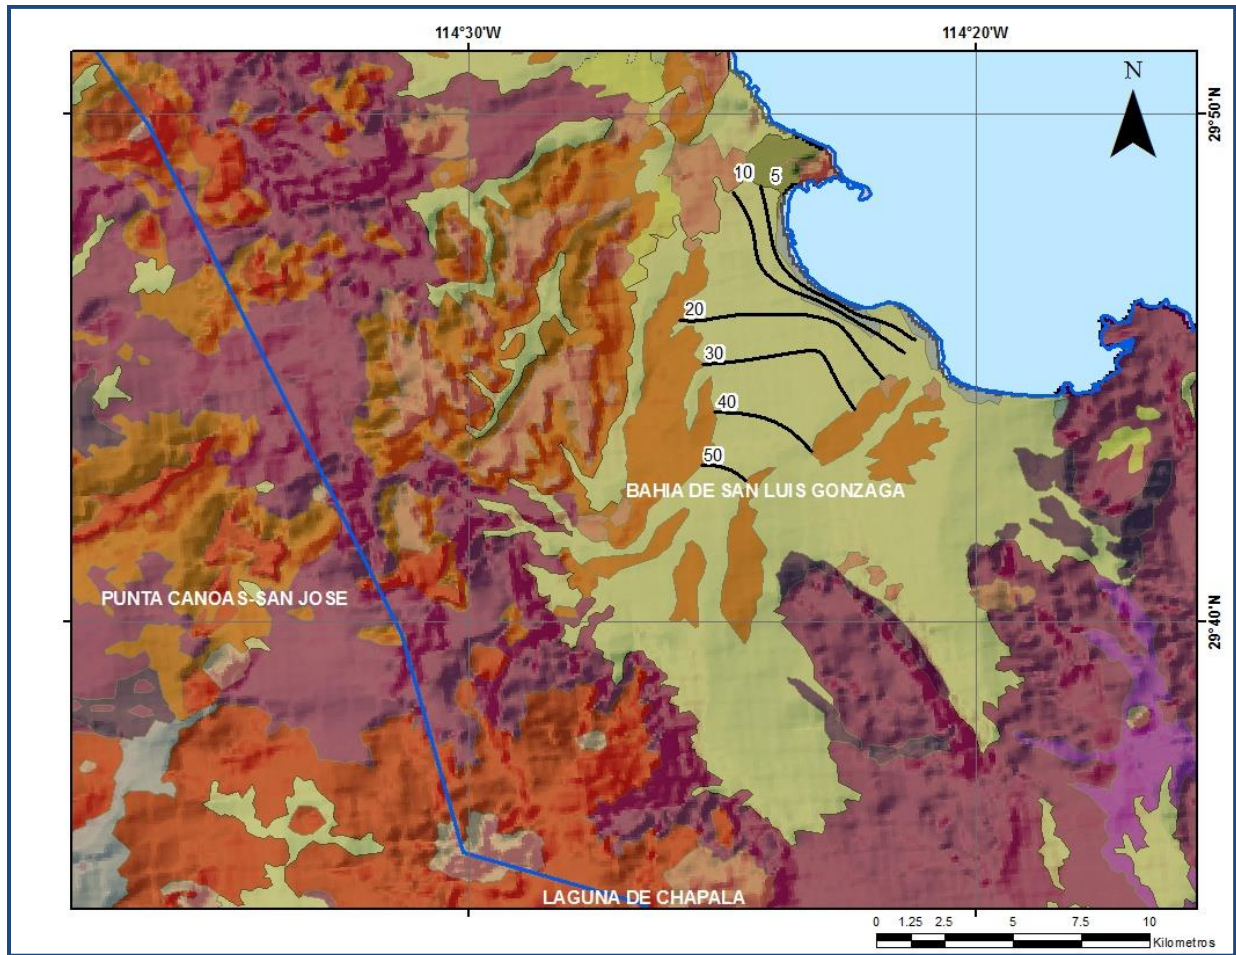 114°30'W
114°20'W
N
29°50'N
10
5
20
30
40
50
BAHIA DE SAN LUIS GONZAGA
PUNTA CANOAS-SAN JOSE
29°40'N
LAGUNA DE CHAPALA
0 1.25 2.5 5 7.5 10
Kilometros